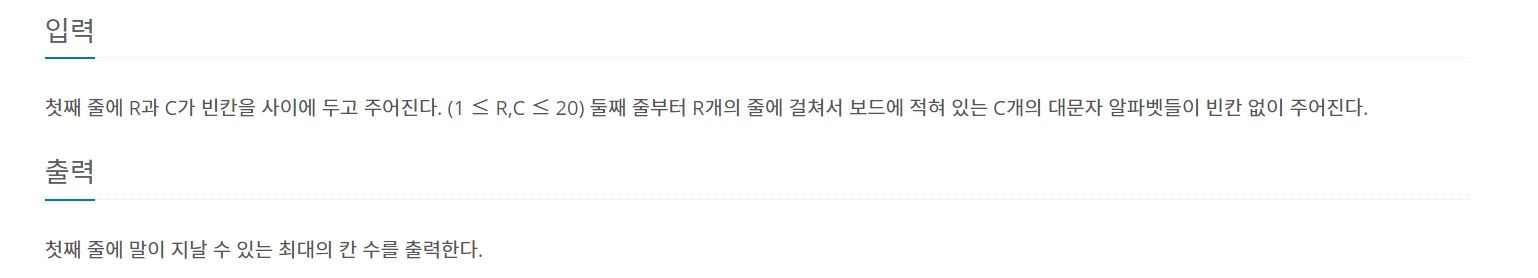 입력
첫째 줄에 R과 C가 빈칸을 사이에 두고 주어진다. (1 ≤ R,C ≤ 20) 둘째 줄부터 R개의 줄에 걸쳐서 보드에 적혀 있는 C개의 대문자 알파벳들이 빈칸 없이 주어진다.
출력
첫째 줄에 말이 지날 수 있는 최대의 칸 수를 출력한다.